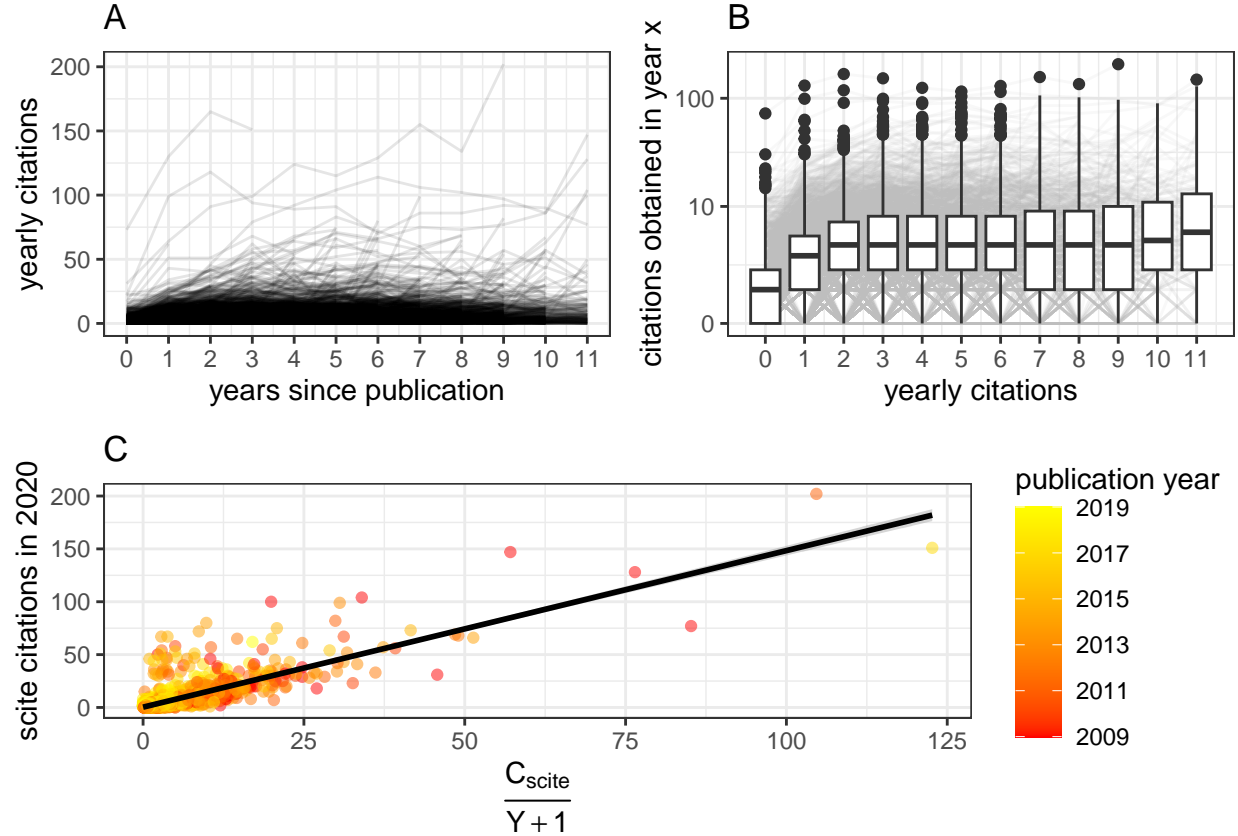 A
yearly citations
200
150
100
50
0
0 1 2 3 4 5 6 7 8 9 10 11
years since publication
B
citations obtained in year x
100
10
0
0 1 2 3 4 5 6 7 8 9 10 11
yearly citations
C
scite citations in 2020
200
150
100
50
0
0 25 50 75 100 125
C_scite
Y + 1
publication year
2019
2017
2015
2013
2011
2009